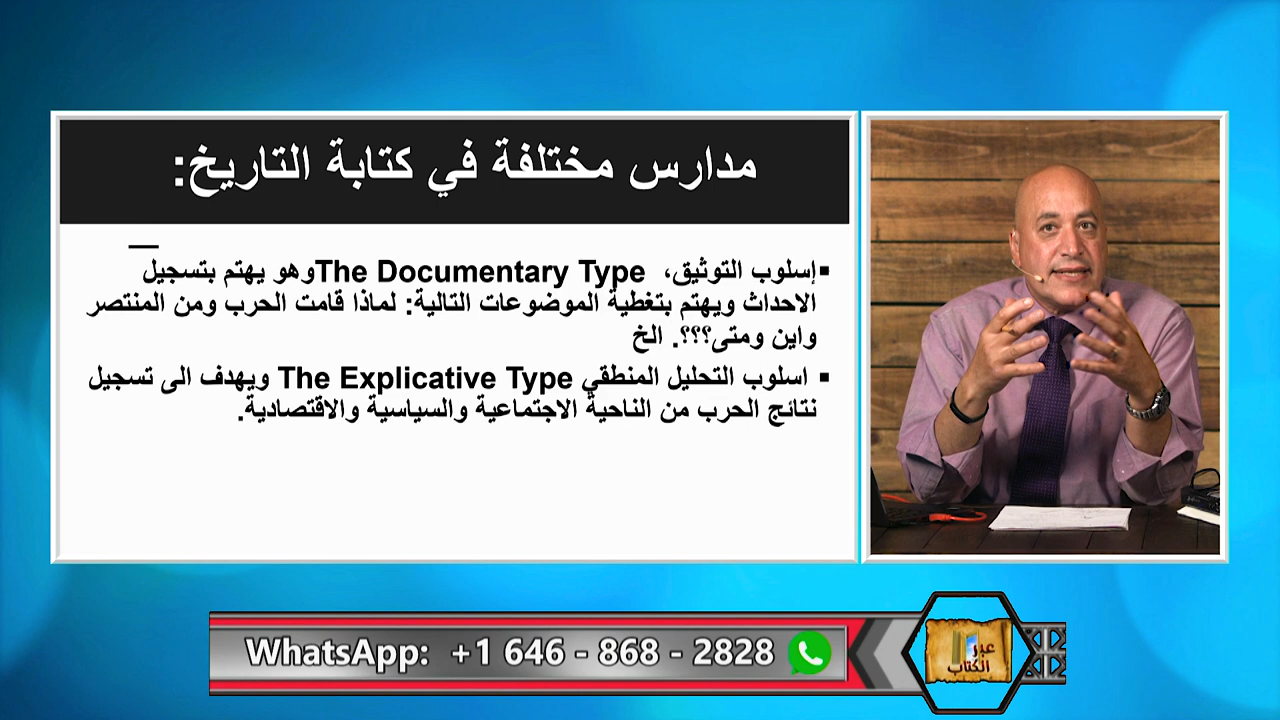 مدارس مختلفة في كتابة التاريخ:
▪إسلوب التوثيق، The Documentary Type وهو يهتم بتسجيل
الاحداث ويهتم بتغطية الموضوعات التالية: لماذا قامت الحرب ومن المنتصر
واين ومتى؟؟؟. الخ
▪ اسلوب التحليل المنطقي The Explicative Type ويهدف الى تسجيل
نتائج الحرب من الناحية الاجتماعية والسياسية والاقتصادية.
WhatsApp: +1 646 - 868 - 2828
عبر
الكتاب